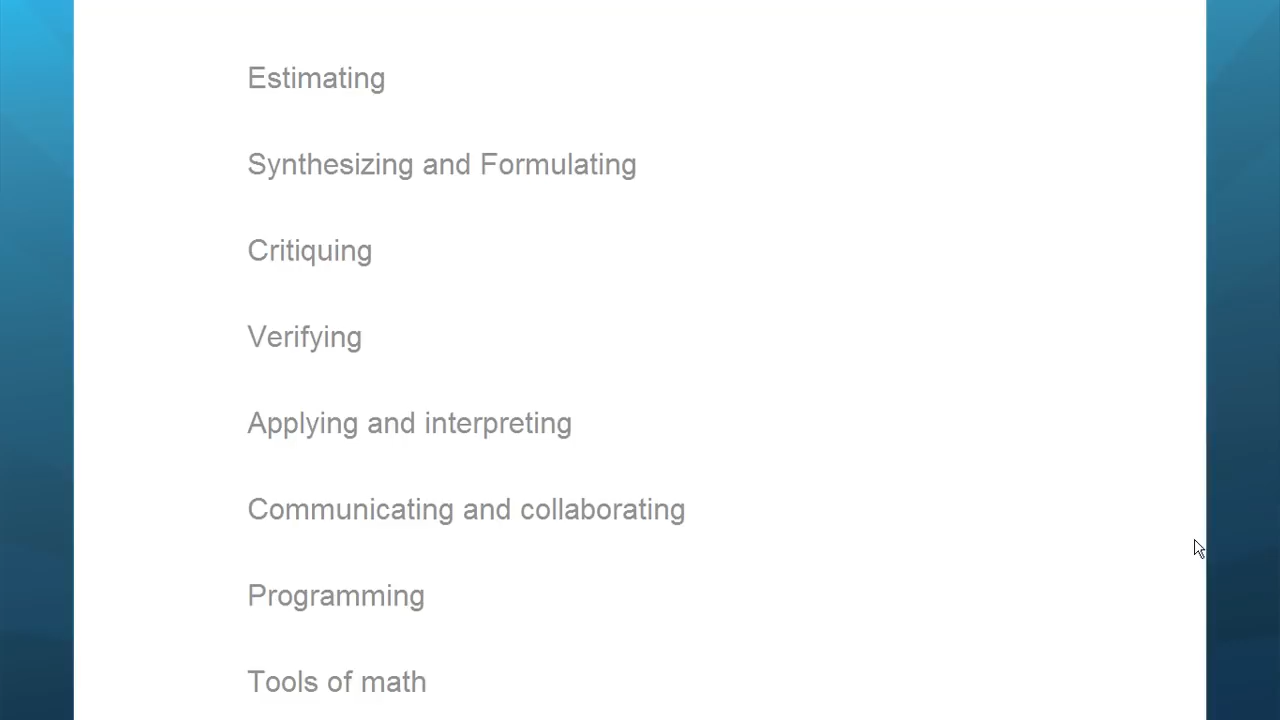 Estimating
Synthesizing and Formulating
Critiquing
Verifying
Applying and interpreting
Communicating and collaborating
Programming
Tools of math